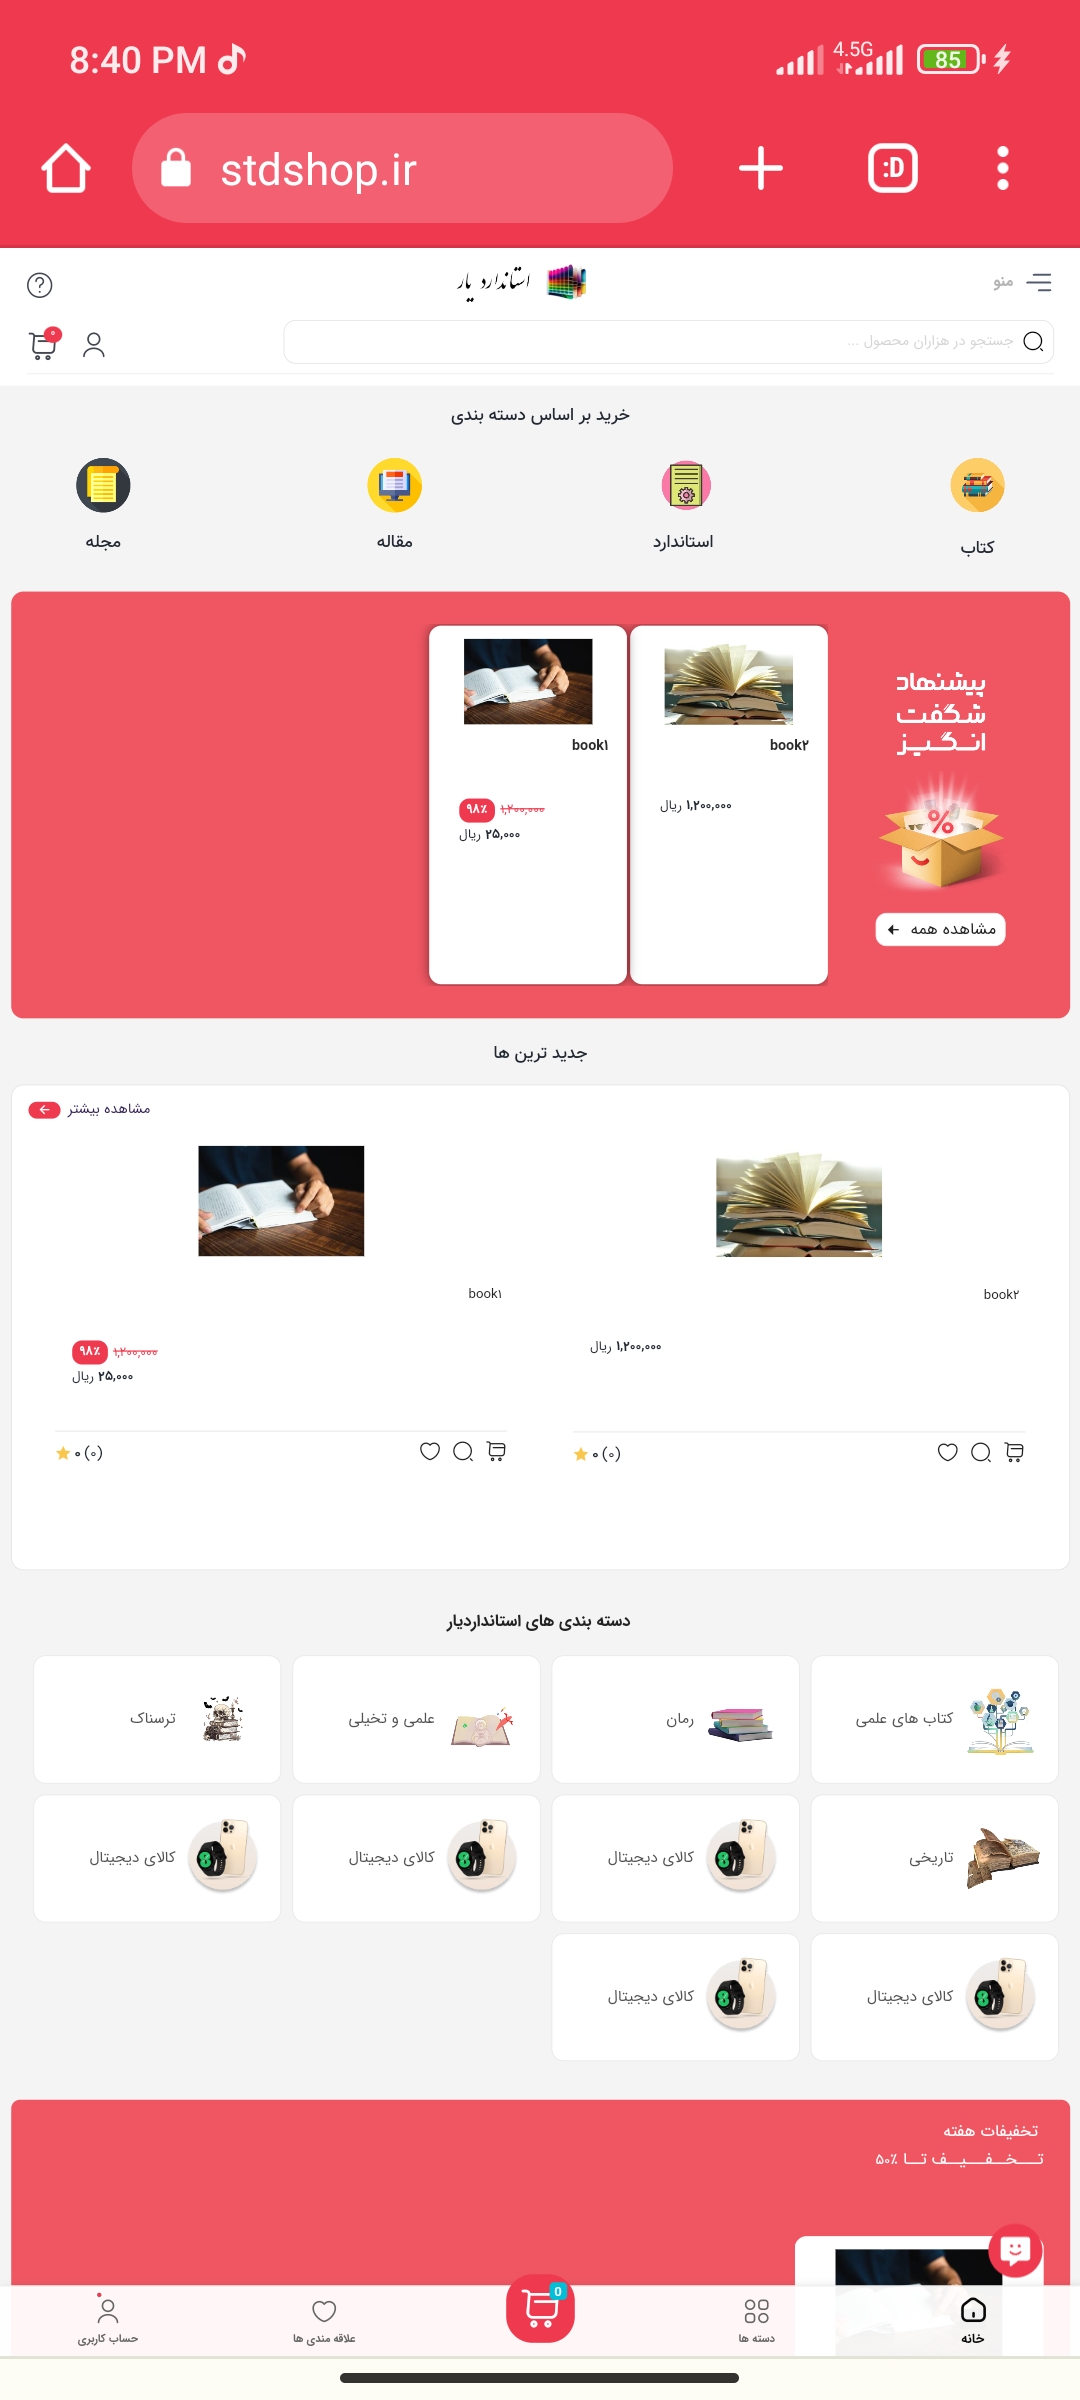 8:40 PM
4.5G
85
stdshop.ir
:D
منو
استاندارد یار
جستجو در هزاران محصول ...
۰
خرید بر اساس دسته بندی
کتاب
استاندارد
مقاله
مجله
پیشنهاد
شگفت
انگیز
مشاهده همه
book۲
۱,۲۰۰,۰۰۰ ریال
book۱
۱,۲۰۰,۰۰۰ ۹۸٪
۲۵,۰۰۰ ریال
جدید ترین ها
مشاهده بیشتر
book۲
۱,۲۰۰,۰۰۰ ریال
۰ (۰)
book۱
۱,۲۰۰,۰۰۰ ۹۸٪
۲۵,۰۰۰ ریال
۰ (۰)
دسته بندی های استانداردیار
کتاب های علمی
رمان
علمی و تخیلی
ترسناک
تاریخی
کالای دیجیتال
کالای دیجیتال
کالای دیجیتال
کالای دیجیتال
کالای دیجیتال
تخفیفات هفته
تـــخــفـــیــف تــا ۵۰٪
خانه
دسته ها
0
علاقه مندی ها
حساب کاربری